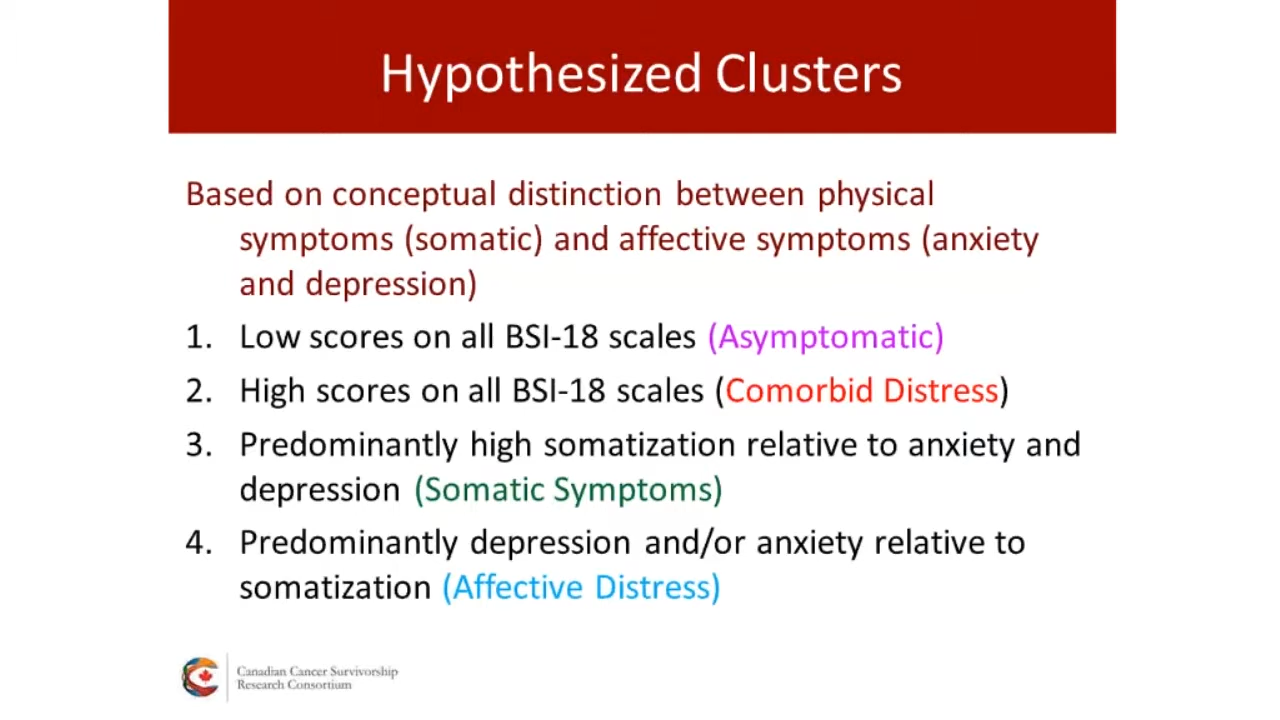 Hypothesized Clusters
Based on conceptual distinction between physical
symptoms (somatic) and affective symptoms (anxiety
and depression)
1. Low scores on all BSI-18 scales (Asymptomatic)
2. High scores on all BSI-18 scales (Comorbid Distress)
3. Predominantly high somatization relative to anxiety and
depression (Somatic Symptoms)
4. Predominantly depression and/or anxiety relative to
somatization (Affective Distress)
Canadian Cancer Survivorship
Research Consortium